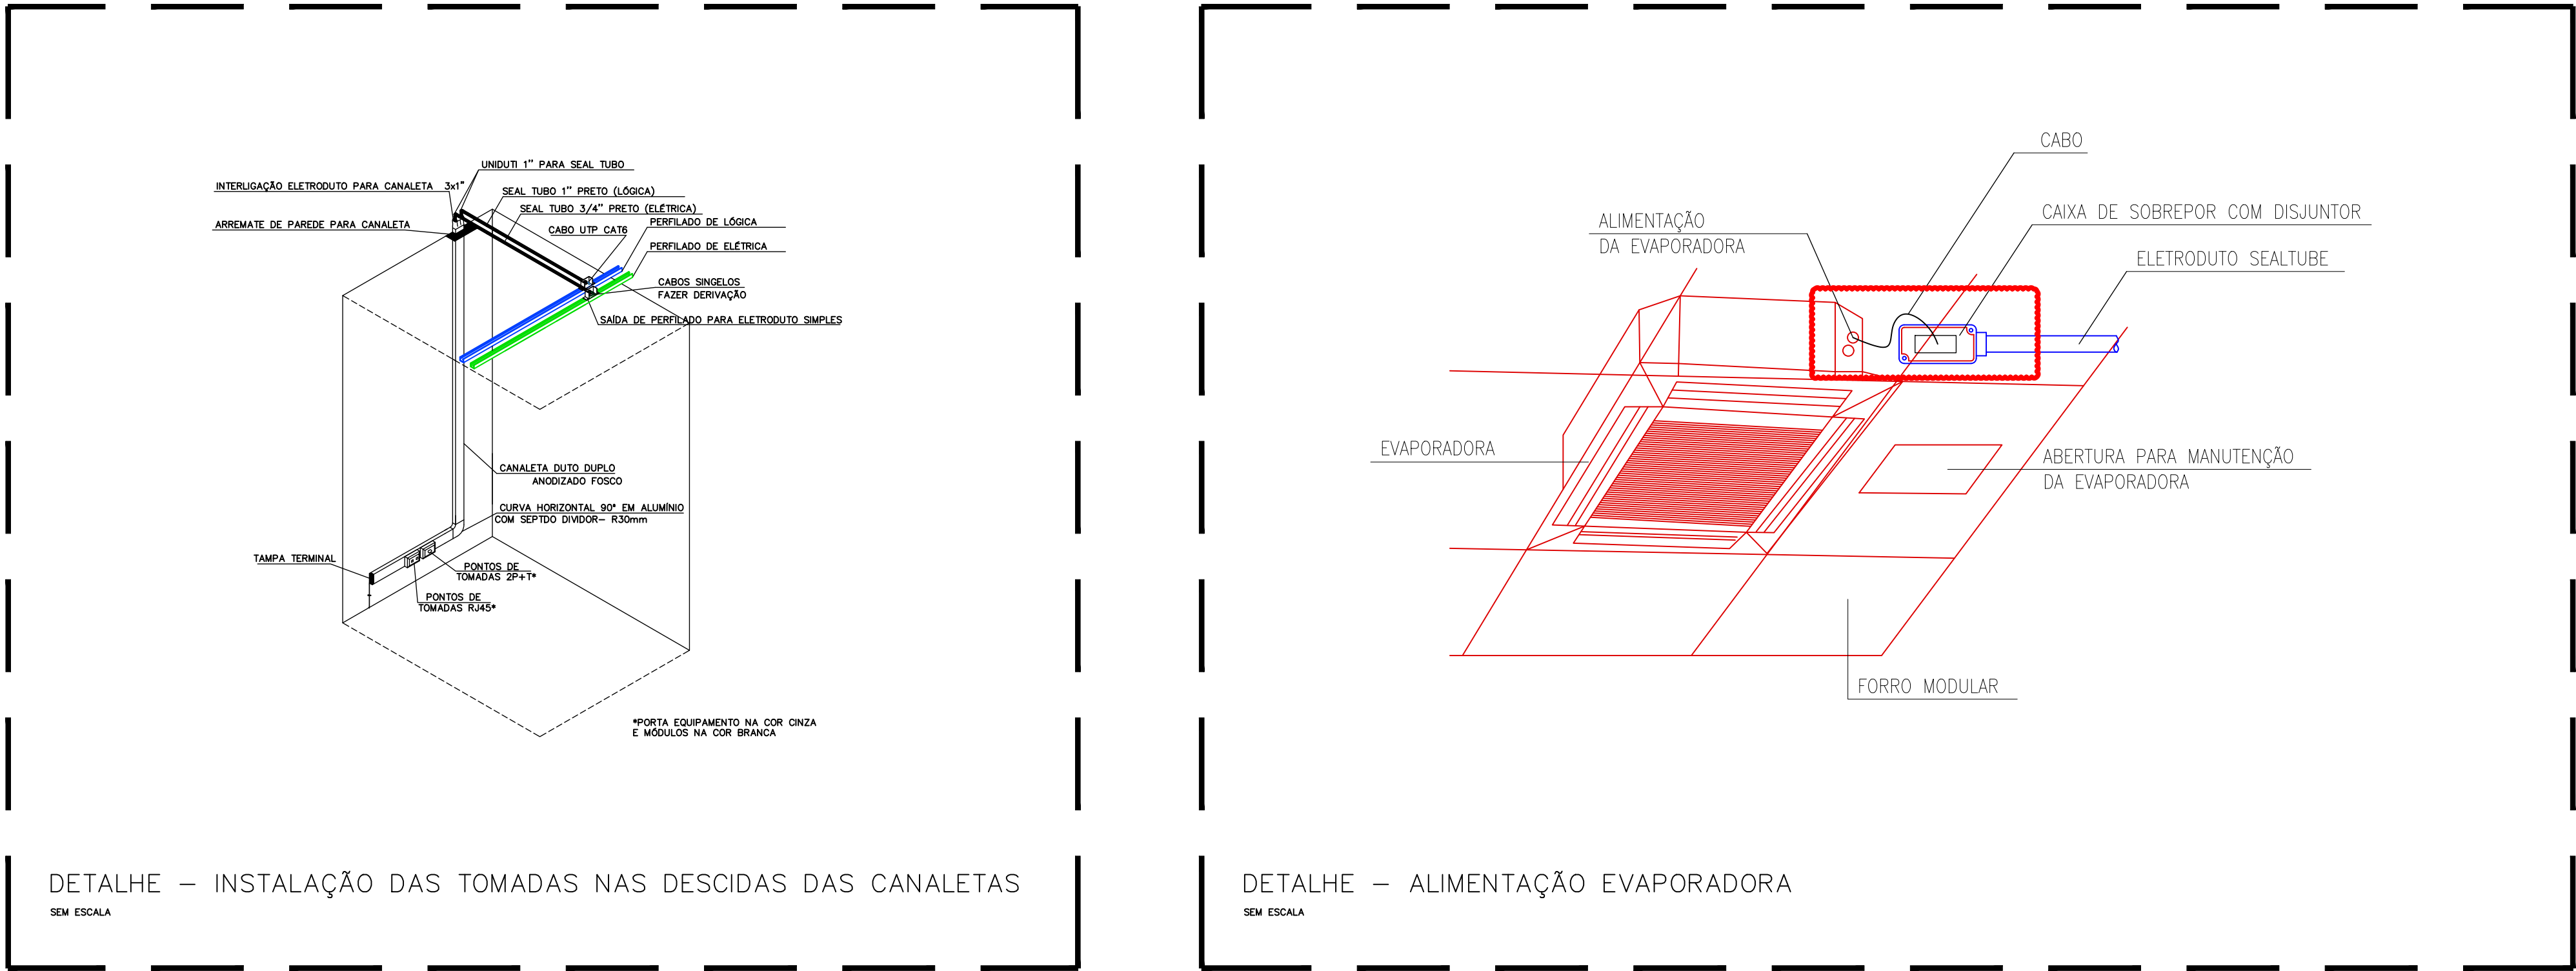 UNIDUTI 1" PARA SEAL TUBO
INTERLIGAÇÃO ELETRODUTO PARA CANALETA 3x1"
SEAL TUBO 1" PRETO (LÓGICA)
SEAL TUBO 3/4" PRETO (ELÉTRICA)
ARREMATE DE PAREDE PARA CANALETA
PERFILADO DE LÓGICA
CABO UTP CAT6
PERFILADO DE ELÉTRICA
CABOS SINGELOS
FAZER DERIVAÇÃO
SAÍDA DE PERFILADO PARA ELETRODUTO SIMPLES
CANALETA DUTO DUPLO
ANODIZADO FOSCO
CURVA HORIZONTAL 90° EM ALUMÍNIO
COM SEPTDO DIVIDOR- R30mm
TAMPA TERMINAL
PONTOS DE
TOMADAS 2P+T*
PONTOS DE
TOMADAS RJ45*
*PORTA EQUIPAMENTO NA COR CINZA
E MÓDULOS NA COR BRANCA
DETALHE - INSTALAÇÃO DAS TOMADAS NAS DESCIDAS DAS CANALETAS
SEM ESCALA
CABO
ALIMENTAÇÃO
DA EVAPORADORA
CAIXA DE SOBREPOR COM DISJUNTOR
ELETRODUTO SEALTUBE
EVAPORADORA
ABERTURA PARA MANUTENÇÃO
DA EVAPORADORA
FORRO MODULAR
DETALHE - ALIMENTAÇÃO EVAPORADORA
SEM ESCALA